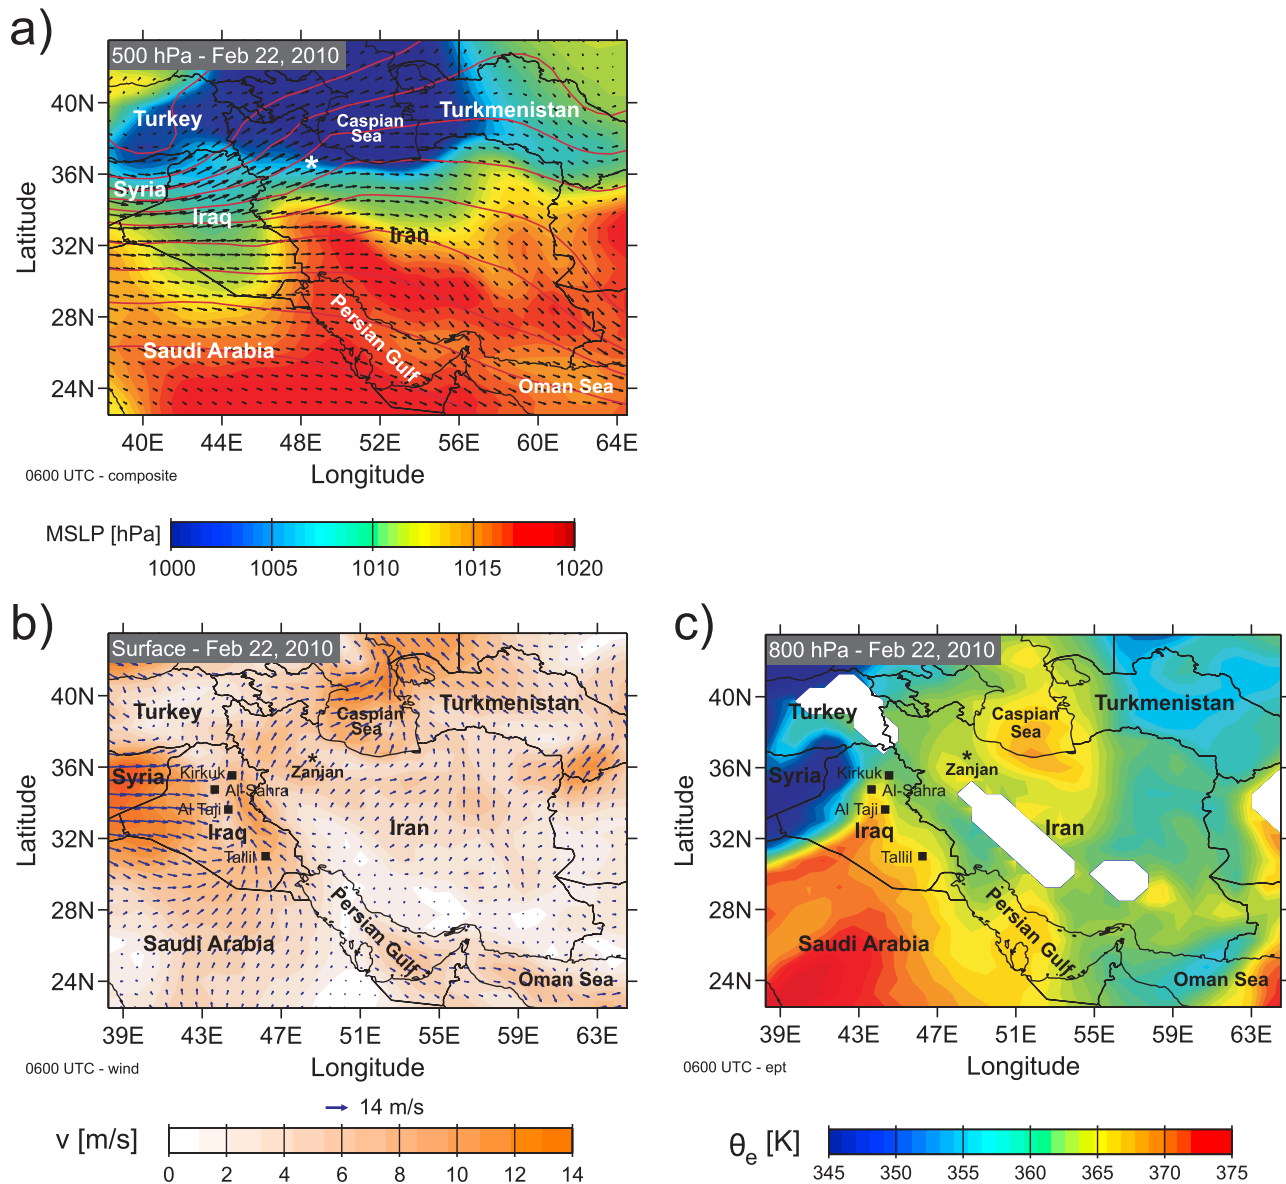 a)
500 hPa - Feb 22, 2010
40N
36N
32N
28N
24N
Latitude
Turkey
Caspian
Sea
Turkmenistan
*
Syria
Iraq
Iran
Persian Gulf
Saudi Arabia
Oman Sea
40E 44E 48E 52E 56E 60E 64E
Longitude
0600 UTC - composite
MSLP [hPa]
1000 1005 1010 1015 1020
b)
Surface - Feb 22, 2010
40N
36N
32N
28N
24N
Latitude
Turkey
Caspian
Sea
Turkmenistan
*
Zanjan
Syria
Kirkuk
Al-Sahra
Al Taji
Iraq
Iran
Tallil
Persian Gulf
Saudi Arabia
Oman Sea
39E 43E 47E 51E 55E 59E 63E
Longitude
0600 UTC - wind
14 m/s
v [m/s]
0 2 4 6 8 10 12 14
c)
800 hPa - Feb 22, 2010
40N
36N
32N
28N
24N
Latitude
Turkey
Caspian
Sea
Turkmenistan
*
Zanjan
Syria
Kirkuk
Al-Sahra
Al Taji
Iraq
Iran
Tallil
Persian Gulf
Saudi Arabia
Oman Sea
39E 43E 47E 51E 55E 59E 63E
Longitude
0600 UTC - ept
θe [K]
345 350 355 360 365 370 375